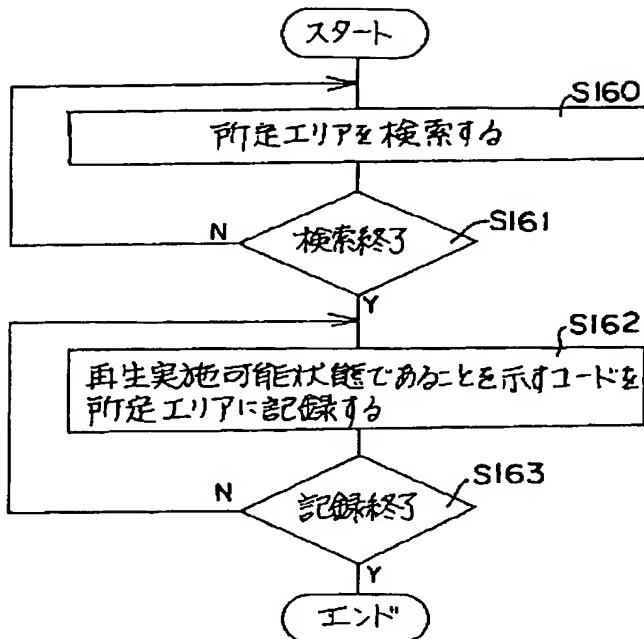 スタート
S160
所定エリアを検索する
N
検索終了
S161
Y
S162
再生実施可能状態であることを示すコードを
所定エリアに記録する
N
記録終了
S163
Y
エンド